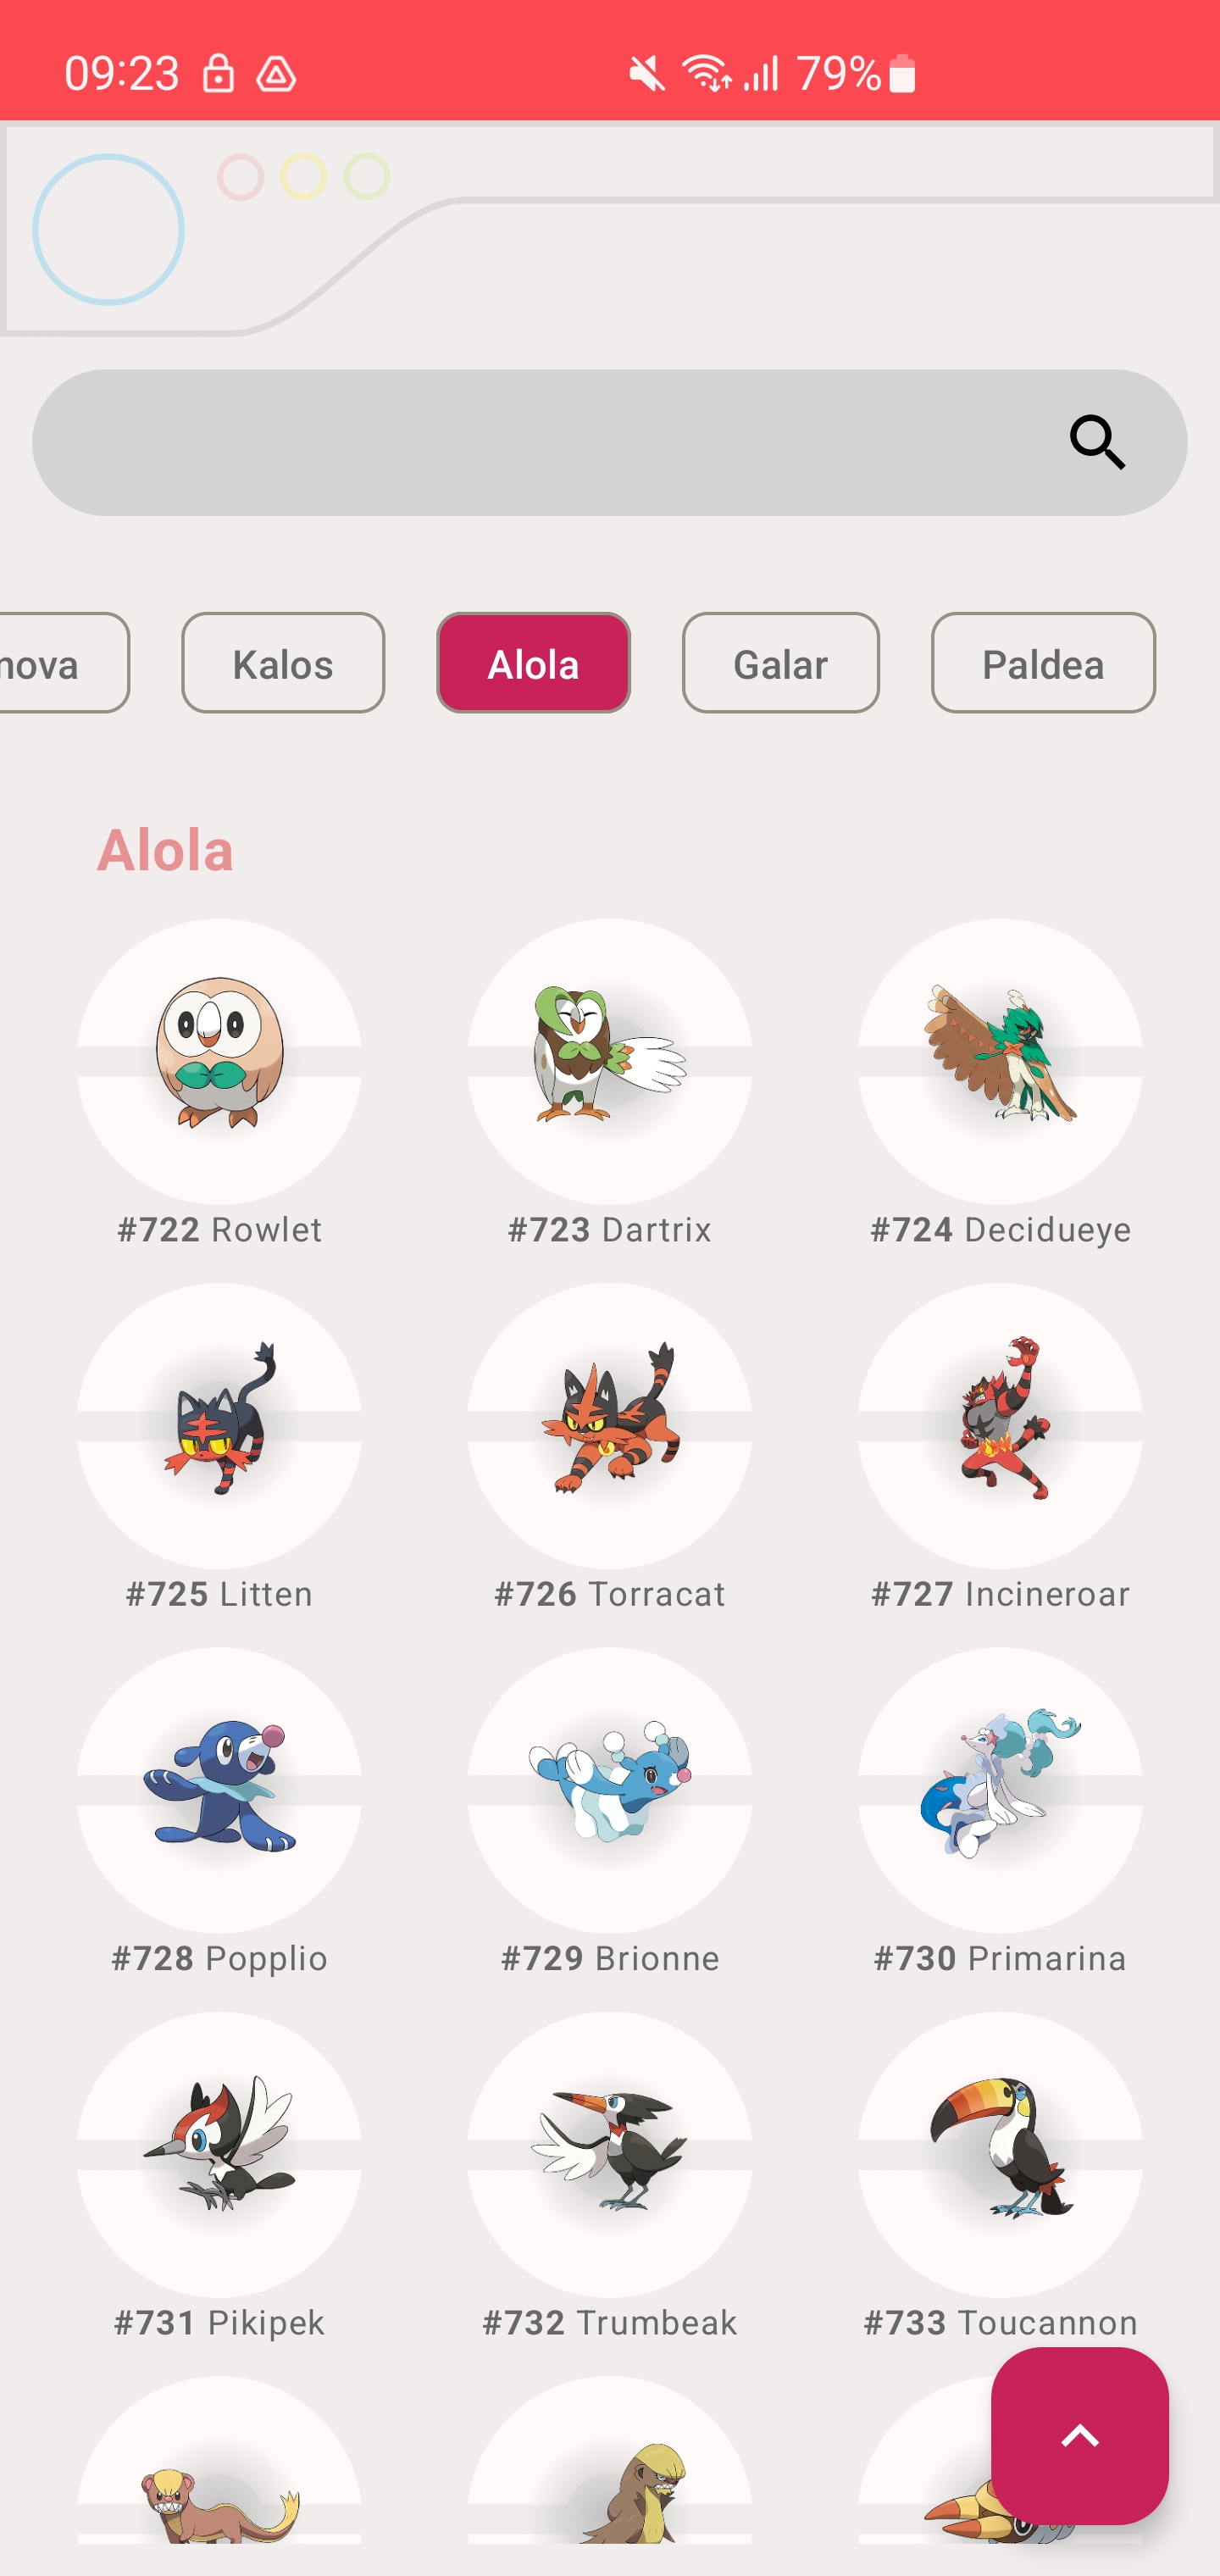 09:23 79%
nova Kalos Alola Galar Paldea
Alola
#722 Rowlet #723 Dartrix #724 Decidueye
#725 Litten #726 Torracat #727 Incineroar
#728 Popplio #729 Brionne #730 Primarina
#731 Pikipek #732 Trumbeak #733 Toucannon